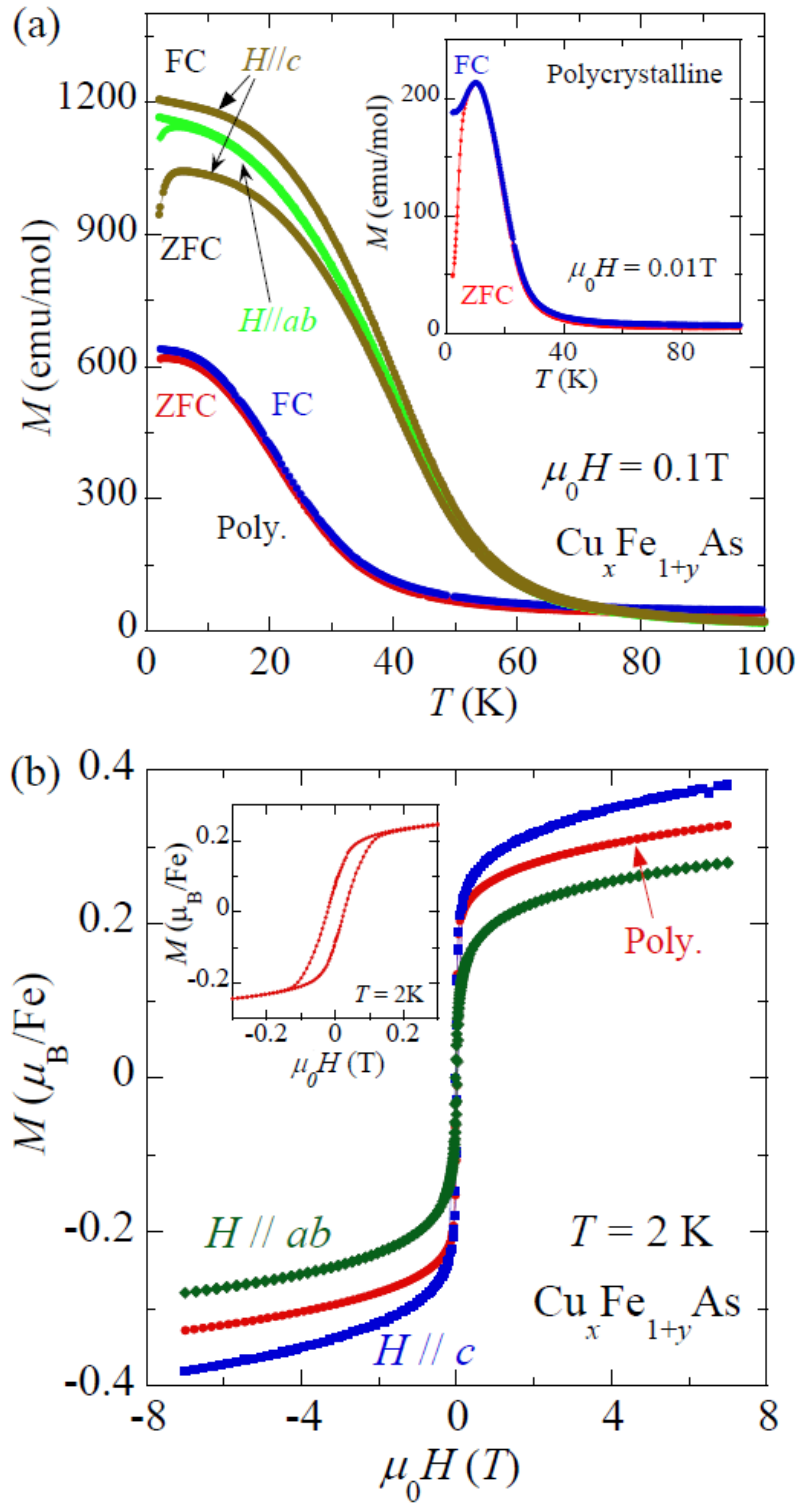 (a)
FC
H//c
1200
900
600
300
0
M (emu/mol)
ZFC
H//ab
ZFC
FC
Poly.
μ0H = 0.1T
CuxFe1+yAs
0
20
40
60
80
100
T (K)
FC
Polycrystalline
200
100
0
M (emu/mol)
ZFC
μ0H = 0.01T
0
40
80
T (K)
(b)
0.4
0.2
0
-0.2
-0.4
M (μB/Fe)
0.2
0
-0.2
M (μB/Fe)
T = 2K
-0.2
0
0.2
μ0H (T)
Poly.
H // ab
T = 2 K
CuxFe1+yAs
H // c
-8
-4
0
4
8
μ0H (T)